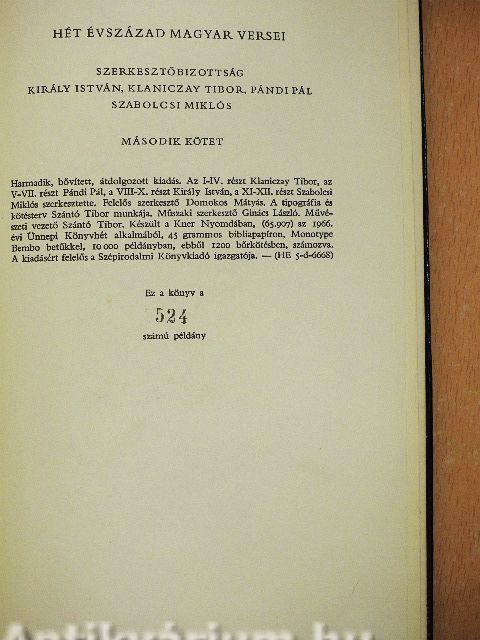 HÉT ÉVSZÁZAD MAGYAR VERSEI
SZERKESZTŐBIZOTTSÁG
KIRÁLY ISTVÁN, KLANICZAY TIBOR, PÁNDI PÁL
SZABOLCSI MIKLÓS
MÁSODIK KÖTET
Harmadik, bővített, átdolgozott kiadás. Az I-IV. részt Klaniczay Tibor, az
V-VII. részt Pándi Pál, a VIII-X. részt Király István, a XI-XII. részt Szabolcsi
Miklós szerkesztette. Felelős szerkesztő Domokos Mátyás. A tipográfia és
kötésterv Szántó Tibor munkája. Műszaki szerkesztő Ginács László. Művé-
szeti vezető Szántó Tibor. Készült a Kner Nyomdában, (65.907) az 1966.
évi Ünnepi Könyvhét alkalmából, 45 grammos bibliapapíron, Monotype
Bembo betűkkel, 10 000 példányban, ebből 1200 bőrkötésben, számozva.
A kiadásért felelős a Szépirodalmi Könyvkiadó igazgatója. — (HE 5-d-6668)
Ez a könyv a
524
számú példány
Antikvárium.hu